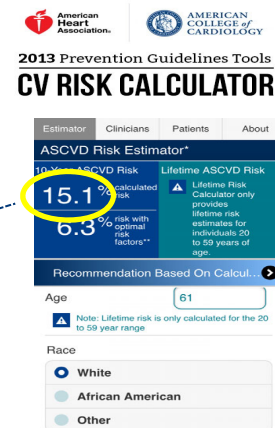 American
Heart
Association®
AMERICAN
COLLEGE of
CARDIOLOGY
2013 Prevention Guidelines Tools
CV RISK CALCULATOR
Estimator Clinicians Patients About
ASCVD Risk Estimator*
10-Year ASCVD Risk
15.1% calculated
risk
6.3% risk with
optimal
risk
factors**
Lifetime ASCVD Risk
Lifetime Risk
Calculator only
provides
lifetime risk
estimates for
individuals 20
to 59 years of
age.
Recommendation Based On Calcul...
Age 61
Note: Lifetime risk is only calculated for the 20
to 59 year range
Race
White
African American
Other